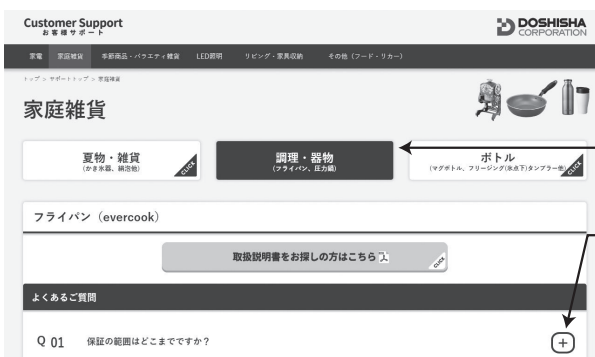 Customer Support
お客様サポート
DOSHISHA
CORPORATION
家電 家庭雑貨 季節商品・バラエティ雑貨 LED照明 リビング・家具収納 その他（フード・リカー）
トップ > サポートトップ > 家庭雑貨
家庭雑貨
夏物・雑貨
（かき氷器、絹泡他）
CLICK
調理・器物
（フライパン、圧力鍋）
ボトル
（マグボトル、フリージング(氷点下)タンブラー他）
CLICK
フライパン（evercook）
取扱説明書をお探しの方はこちら
CLICK
よくあるご質問
Q 01 保証の範囲はどこまでですか？